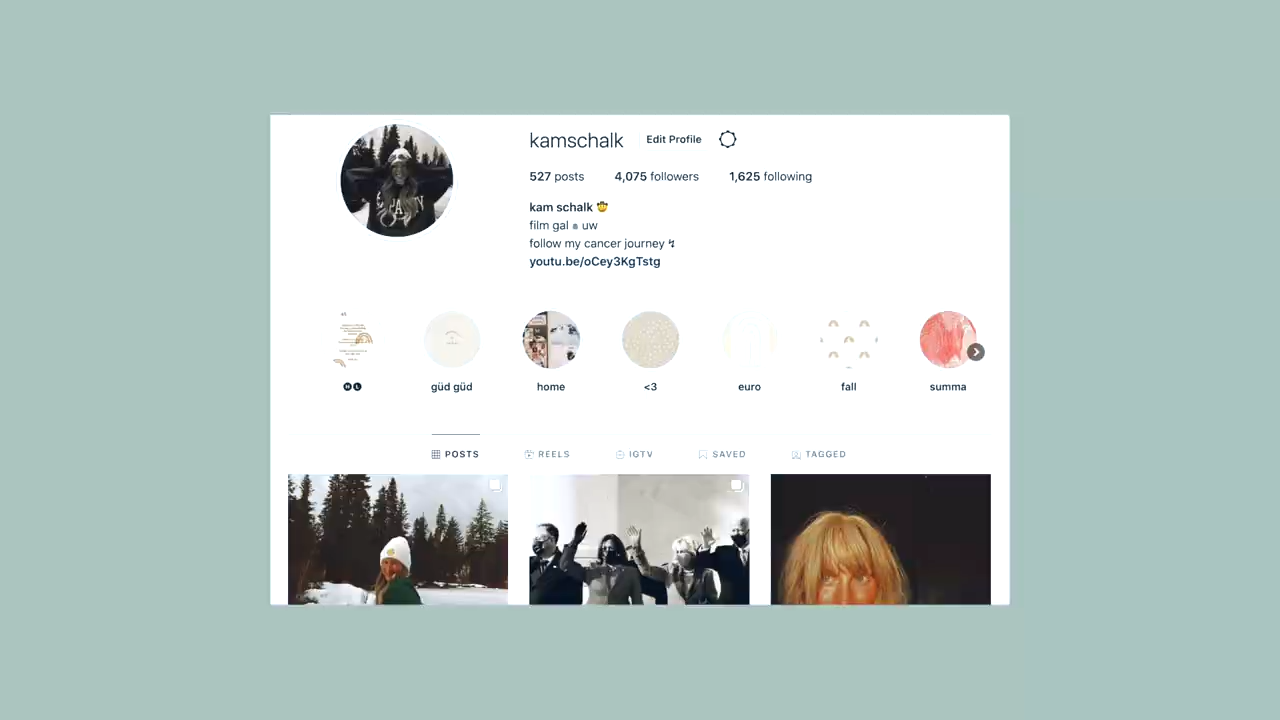 kamschalk Edit Profile
527 posts 4,075 followers 1,625 following
kam schalk 🤠
film gal uw
follow my cancer journey ↯
youtu.be/oCey3KgTstg
güd güd home <3 euro fall summa
POSTS REELS IGTV SAVED TAGGED